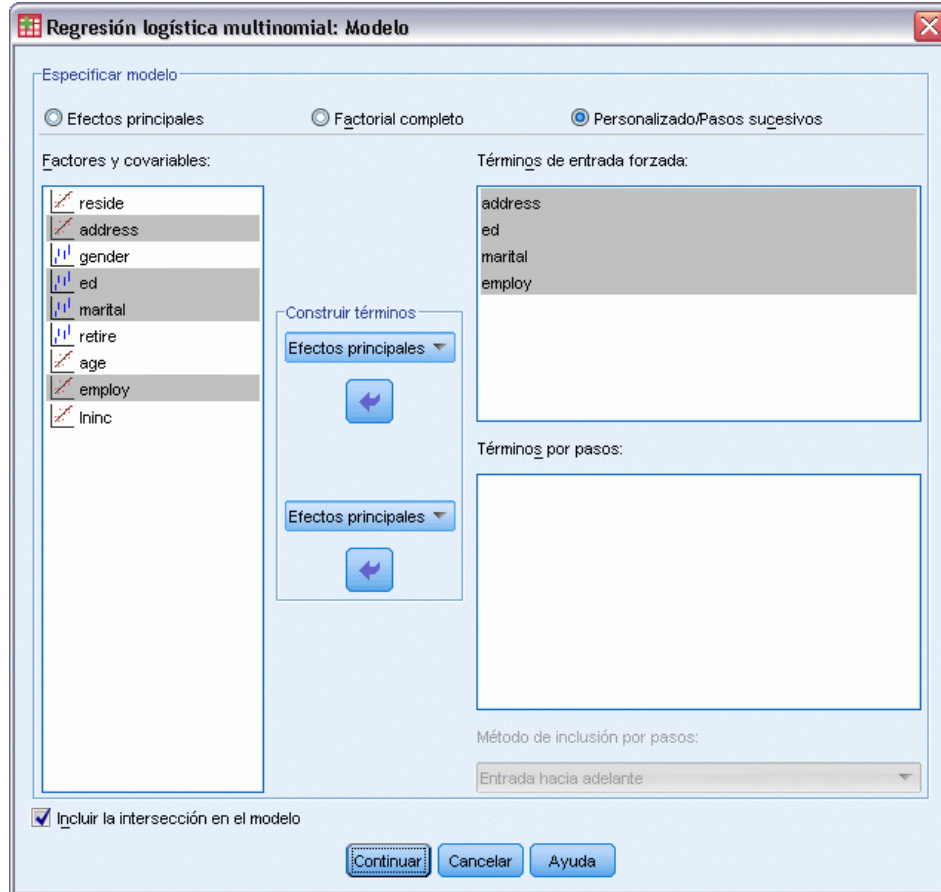 Regresión logística multinomial: Modelo
Especificar modelo
Efectos principales
Factorial completo
Personalizado/Pasos sucesivos
Factores y covariables:
reside
address
gender
ed
marital
retire
age
employ
lninc
Construir términos
Efectos principales
Efectos principales
Términos de entrada forzada:
address
ed
marital
employ
Términos por pasos:
Método de inclusión por pasos:
Entrada hacia adelante
Incluir la intersección en el modelo
Continuar
Cancelar
Ayuda